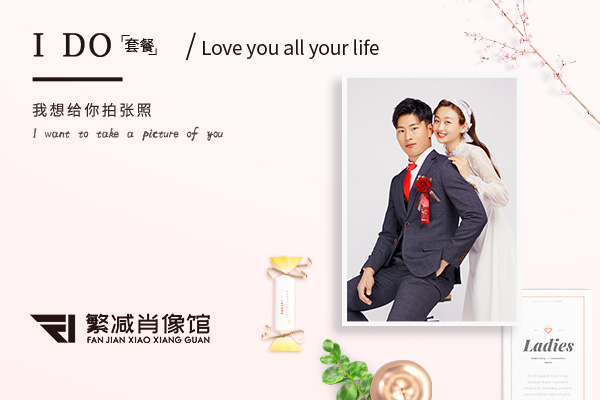 I DO「套餐」 / Love you all your life
我想给你拍张照
I want to take a picture of you
繁减肖像馆
FAN JIAN XIAO XIANG GUAN
Ladies